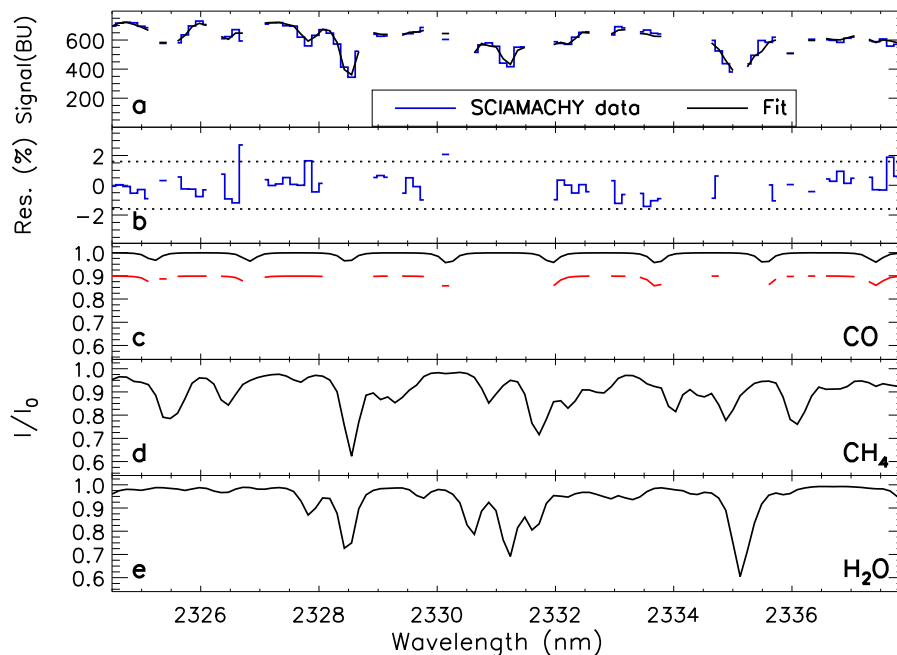 Signal(BU)
600
400
200
a
SCIAMACHY data
Fit
Res. (%)
2
0
−2
b
1.0
0.9
0.8
0.7
0.6
c
CO
I/I₀
1.0
0.9
0.8
0.7
0.6
d
CH₄
1.0
0.9
0.8
0.7
0.6
e
H₂O
2326 2328 2330 2332 2334 2336
Wavelength (nm)